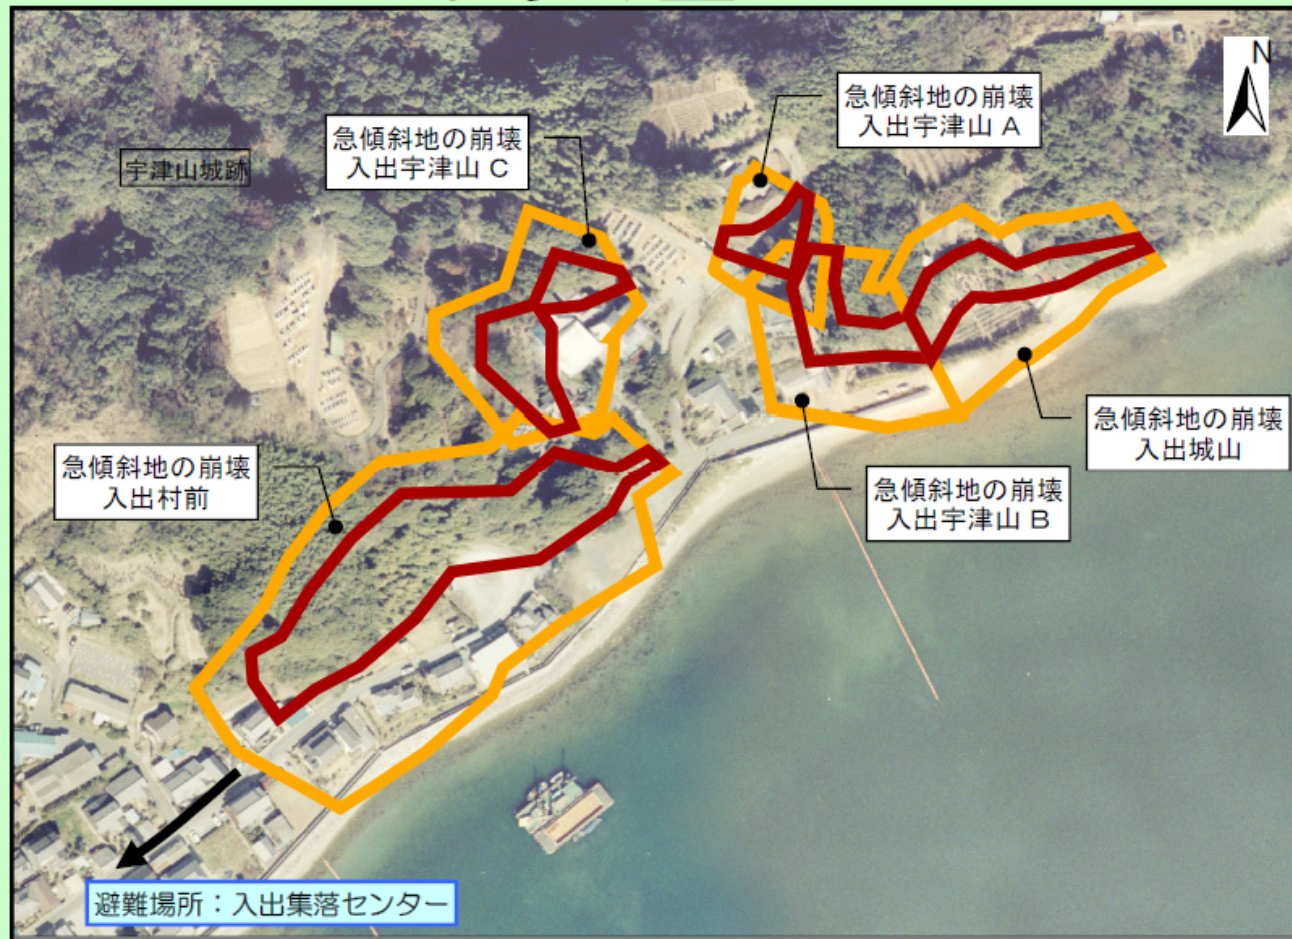 N
急傾斜地の崩壊
入出宇津山 A
急傾斜地の崩壊
入出宇津山 C
宇津山城跡
急傾斜地の崩壊
入出城山
急傾斜地の崩壊
入出村前
急傾斜地の崩壊
入出宇津山 B
避難場所：入出集落センター